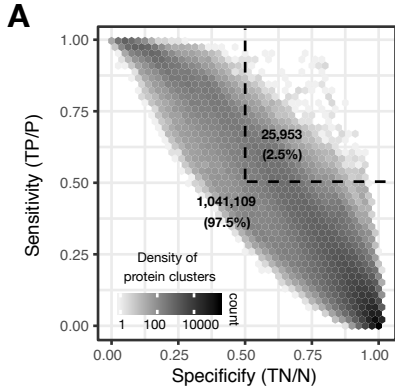 A
1.00
0.75
0.50
0.25
0.00
Sensitivity (TP/P)
25,953
(2.5%)
1,041,109
(97.5%)
Density of
protein clusters
count
1 100 10000
0.00 0.25 0.50 0.75 1.00
Specificify (TN/N)